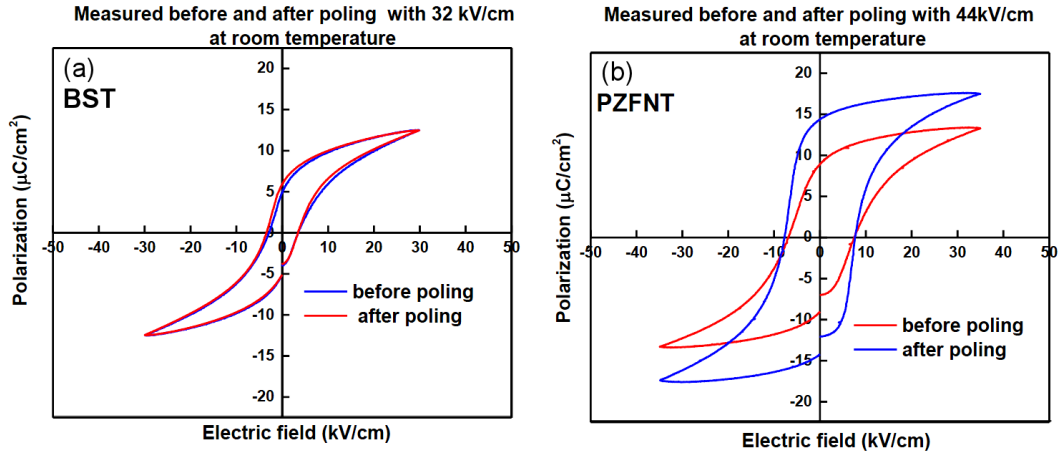 Measured before and after poling with 32 kV/cm
at room temperature
(a)
BST
20
15
10
5
0
-5
-10
-15
-20
-50 -40 -30 -20 -10 0 10 20 30 40 50
Polarization (μC/cm²)
Electric field (kV/cm)
before poling
after poling
Measured before and after poling with 44kV/cm
at room temperature
(b)
PZFNT
20
15
10
5
0
-5
-10
-15
-20
-50 -40 -30 -20 -10 0 10 20 30 40 50
Polarization (μC/cm²)
Electric field (kV/cm)
before poling
after poling